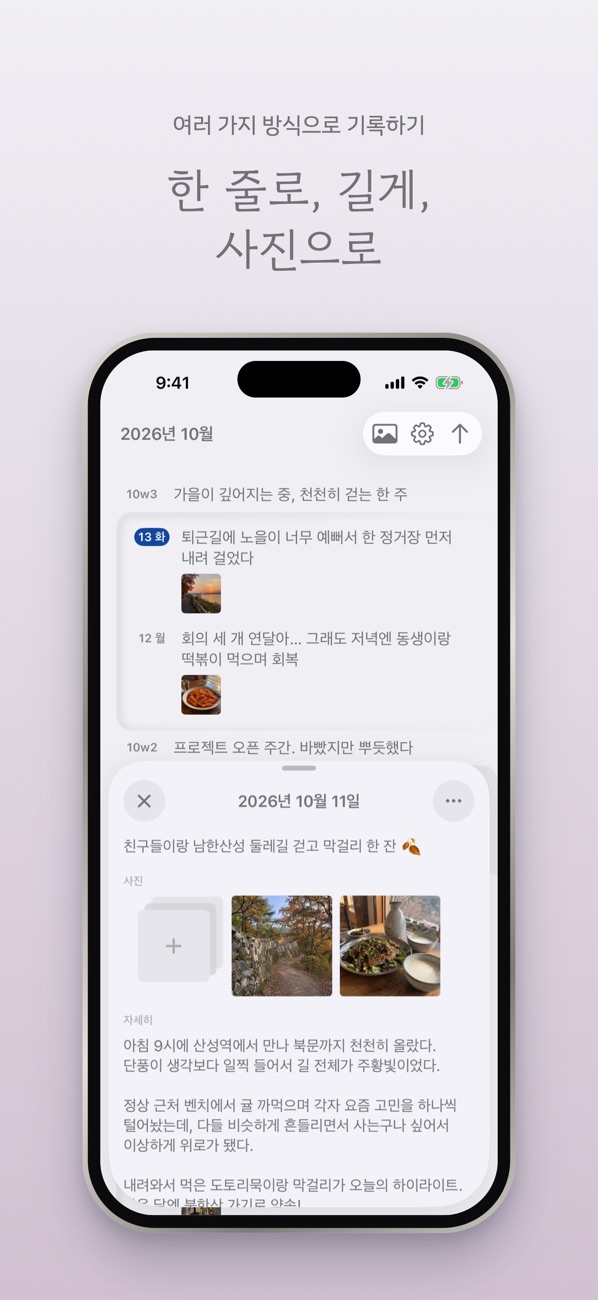 여러 가지 방식으로 기록하기
한 줄로, 길게,
사진으로
9:41
2026년 10월
10w3 가을이 깊어지는 중, 천천히 걷는 한 주
13 화 퇴근길에 노을이 너무 예뻐서 한 정거장 먼저
내려 걸었다
12 월 회의 세 개 연달아... 그래도 저녁엔 동생이랑
떡볶이 먹으며 회복
10w2 프로젝트 오픈 주간. 바빴지만 뿌듯했다
2026년 10월 11일
친구들이랑 남한산성 둘레길 걷고 막걸리 한 잔 🍂
사진
자세히
아침 9시에 산성역에서 만나 북문까지 천천히 올랐다.
단풍이 생각보다 일찍 들어서 길 전체가 주황빛이었다.
정상 근처 벤치에서 귤 까먹으며 각자 요즘 고민을 하나씩
털어놨는데, 다들 비슷하게 흔들리면서 사는구나 싶어서
이상하게 위로가 됐다.
내려와서 먹은 도토리묵이랑 막걸리가 오늘의 하이라이트.
달엔 북한산 가기로 약속!